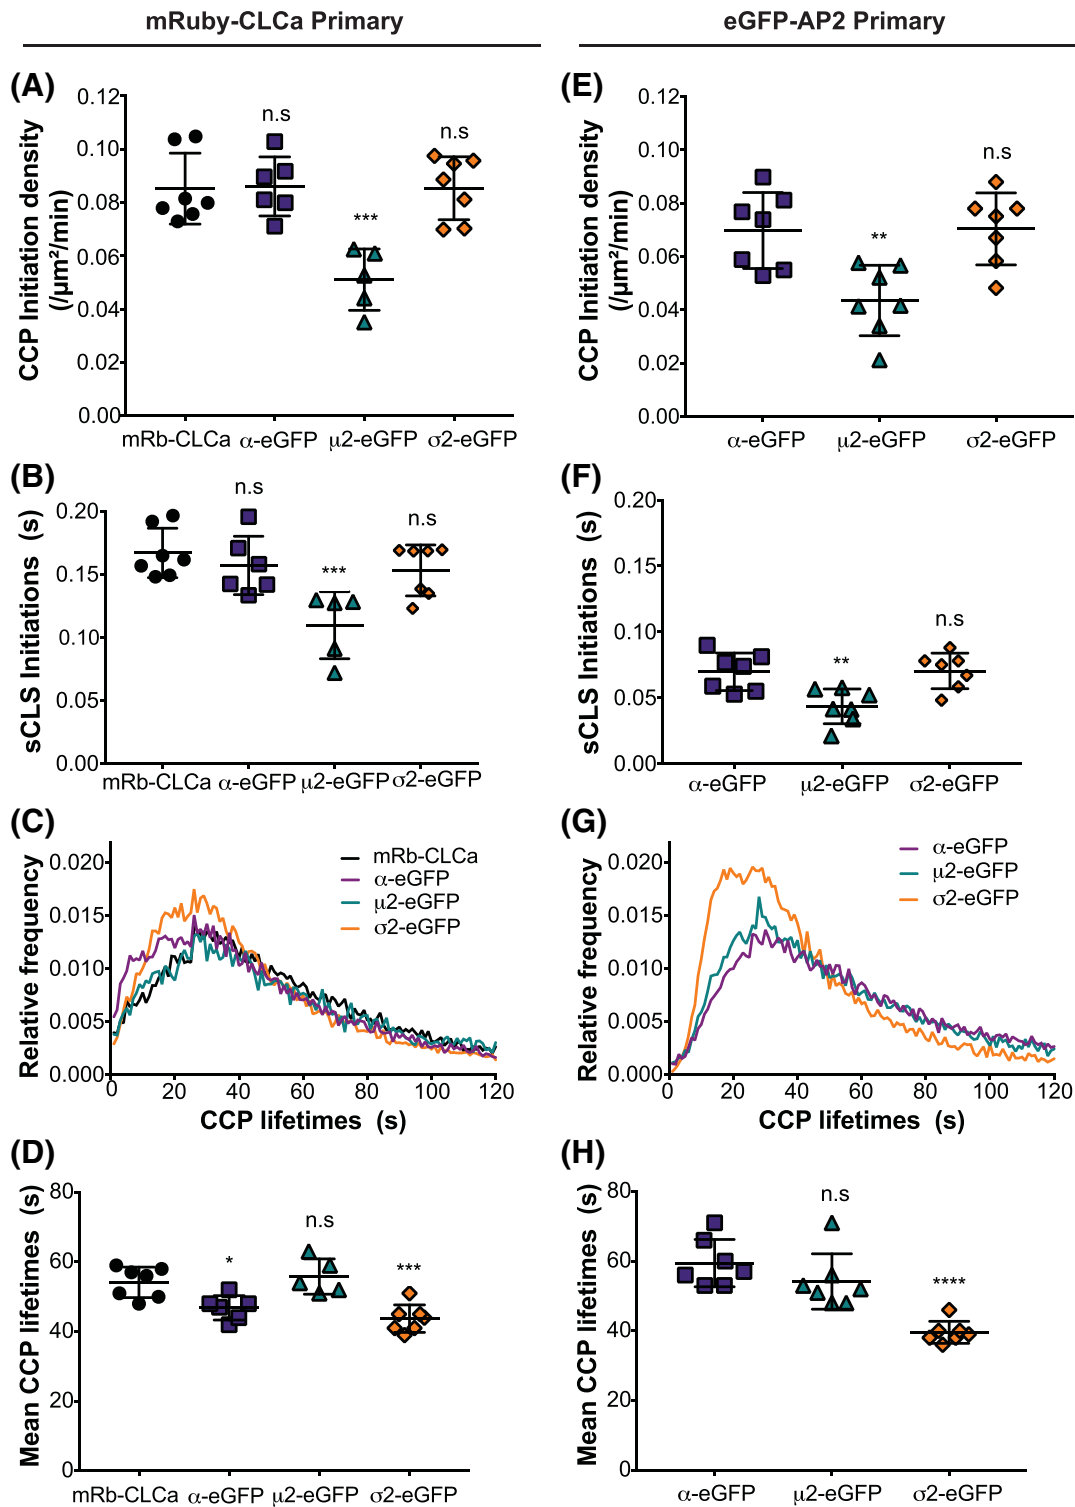 mRuby-CLCa Primary
eGFP-AP2 Primary
(A)
CCP Initiation density
(/µm²/min)
0.12
0.10
0.08
0.06
0.04
0.02
0.00
n.s
***
n.s
mRb-CLCa α-eGFP µ2-eGFP σ2-eGFP
(E)
CCP Initiation density
(/µm²/min)
0.12
0.10
0.08
0.06
0.04
0.02
0.00
**
n.s
α-eGFP µ2-eGFP σ2-eGFP
(B)
sCLS Initiations (s)
0.20
0.15
0.10
0.05
0.00
n.s
***
n.s
mRb-CLCa α-eGFP µ2-eGFP σ2-eGFP
(F)
sCLS Initiations (s)
0.20
0.15
0.10
0.05
0.00
**
n.s
α-eGFP µ2-eGFP σ2-eGFP
(C)
Relative frequency
0.020
0.015
0.010
0.005
0.000
mRb-CLCa
α-eGFP
µ2-eGFP
σ2-eGFP
0 20 40 60 80 100 120
CCP lifetimes (s)
(G)
Relative frequency
0.020
0.015
0.010
0.005
0.000
α-eGFP
µ2-eGFP
σ2-eGFP
0 20 40 60 80 100 120
CCP lifetimes (s)
(D)
Mean CCP lifetimes (s)
80
60
40
20
0
*
n.s
***
mRb-CLCa α-eGFP µ2-eGFP σ2-eGFP
(H)
Mean CCP lifetimes (s)
80
60
40
20
0
n.s
****
α-eGFP µ2-eGFP σ2-eGFP